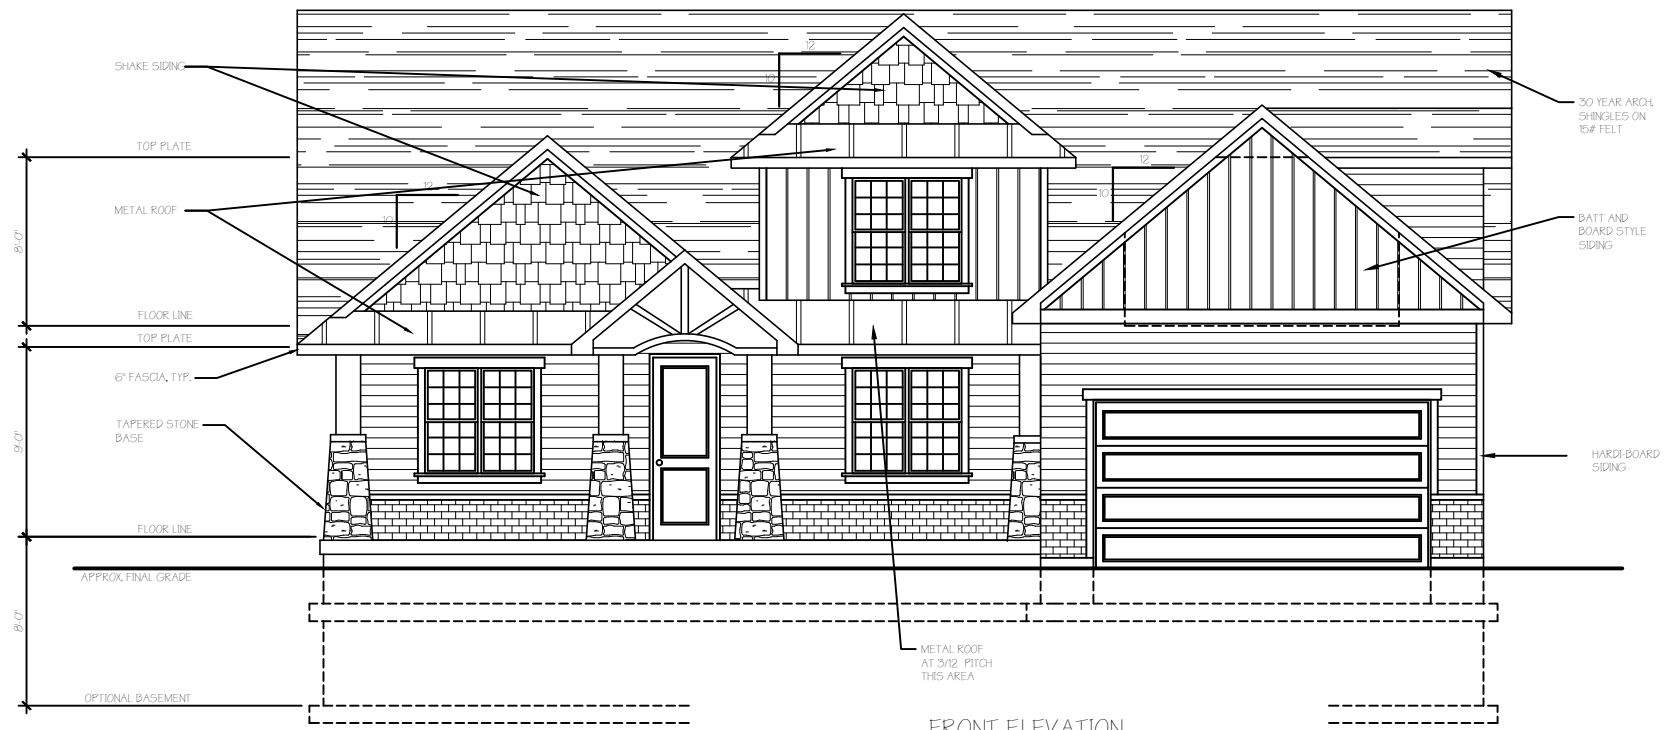 SHAKE SIDING
12
10
30 YEAR ARCH.
SHINGLES ON
15# FELT
TOP PLATE
12
10
12
10
METAL ROOF
BATT AND
BOARD STYLE
SIDING
8'-0"
FLOOR LINE
TOP PLATE
6" FASCIA, TYP.
TAPERED STONE
BASE
9'-0"
HARDI-BOARD
SIDING
FLOOR LINE
APPROX. FINAL GRADE
8'-0"
METAL ROOF
AT 3/12 PITCH
THIS AREA
OPTIONAL BASEMENT
FRONT ELEVATION